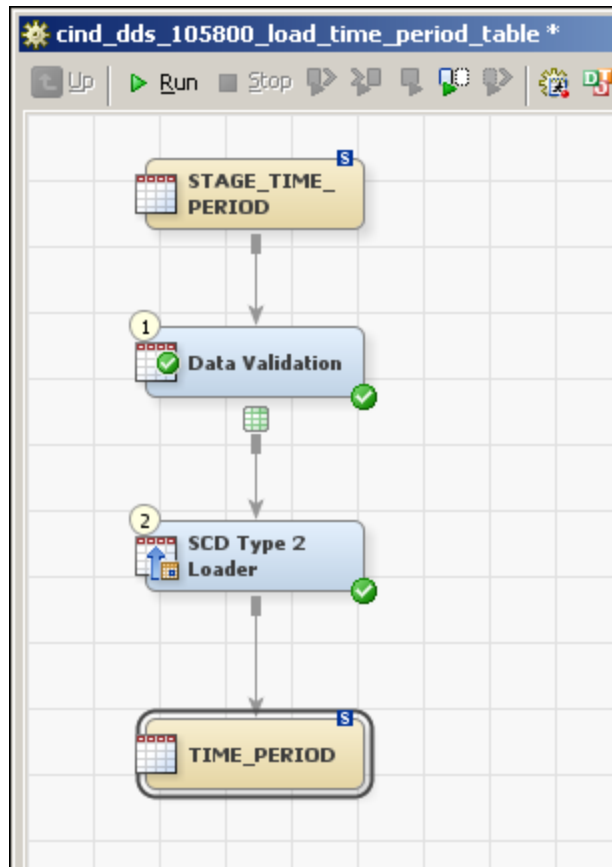 cind_dds_105800_load_time_period_table *
Up Run Stop
S
STAGE_TIME_
PERIOD
1
Data Validation
2
SCD Type 2
Loader
S
TIME_PERIOD